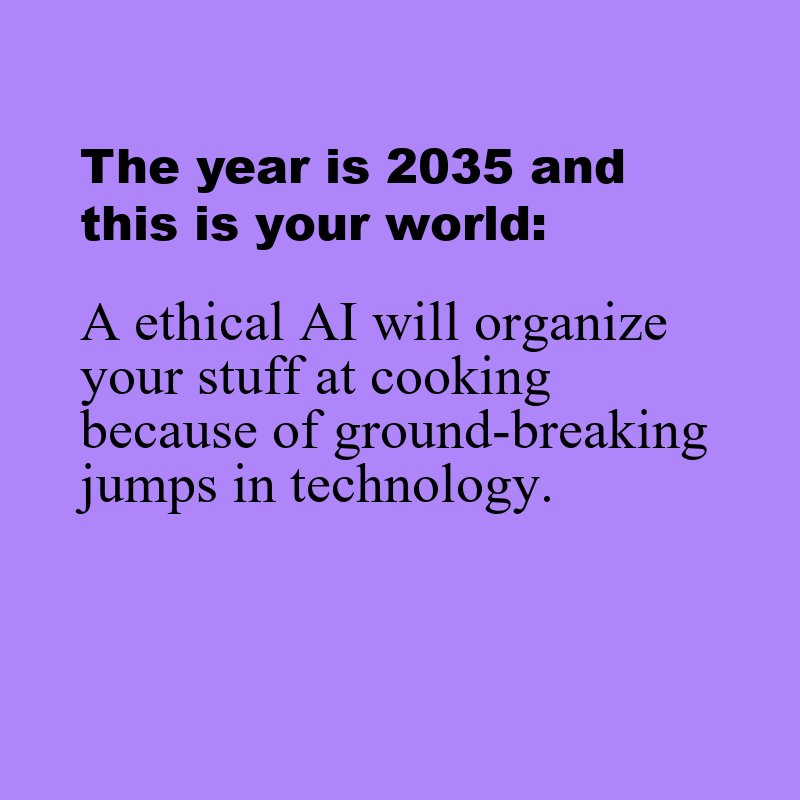 The year is 2035 and
this is your world:
A ethical AI will organize
your stuff at cooking
because of ground-breaking
jumps in technology.